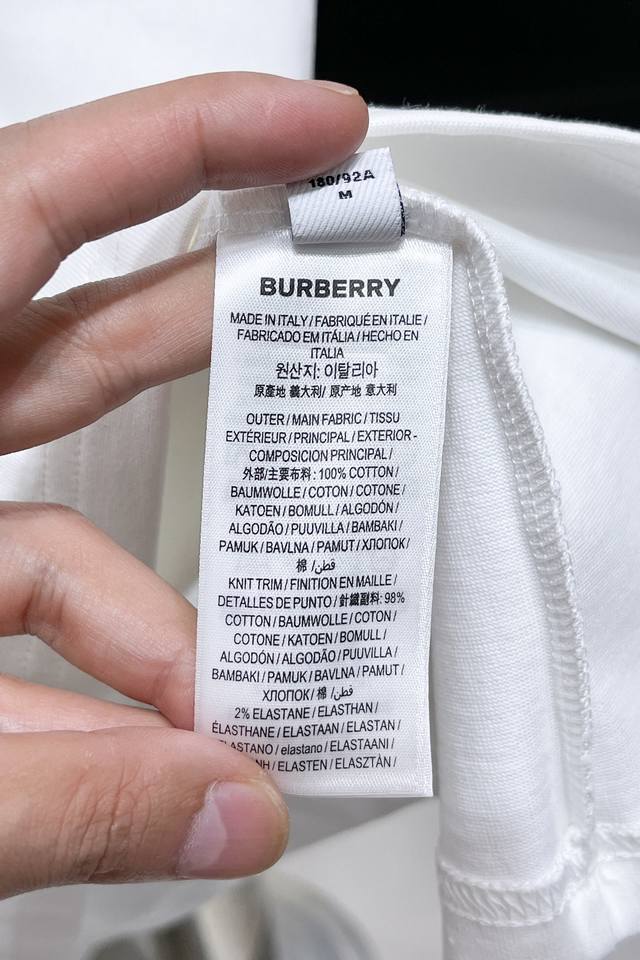 180/92A
M
BURBERRY
MADE IN ITALY / FABRIQUÉ EN ITALIE /
FABRICADO EM ITÁLIA / HECHO EN
ITALIA
원산지: 이탈리아
原產地 義大利/ 原产地 意大利
OUTER / MAIN FABRIC / TISSU
EXTÉRIEUR / PRINCIPAL / EXTERIOR -
COMPOSICION PRINCIPAL /
外部/主要布料: 100% COTTON /
BAUMWOLLE / COTON / COTONE /
KATOEN / BOMULL / ALGODÓN /
ALGODÃO / PUUVILLA / BAMBAKI /
PAMUK / BAVLNA / PAMUT / ХЛОПОК /
棉 / قطن/
KNIT TRIM / FINITION EN MAILLE /
DETALLES DE PUNTO / 針織副料: 98%
COTTON / BAUMWOLLE / COTON /
COTONE / KATOEN / BOMULL /
ALGODÓN / ALGODÃO / PUUVILLA /
BAMBAKI / PAMUK / BAVLNA / PAMUT /
ХЛОПОК / 棉 / قطن/
2% ELASTANE / ELASTHAN /
ÉLASTHANE / ELASTAAN / ELASTAN /
ELASTANO / elastano / ELASTAANI /
ELASTEN / ELASZTÀN /